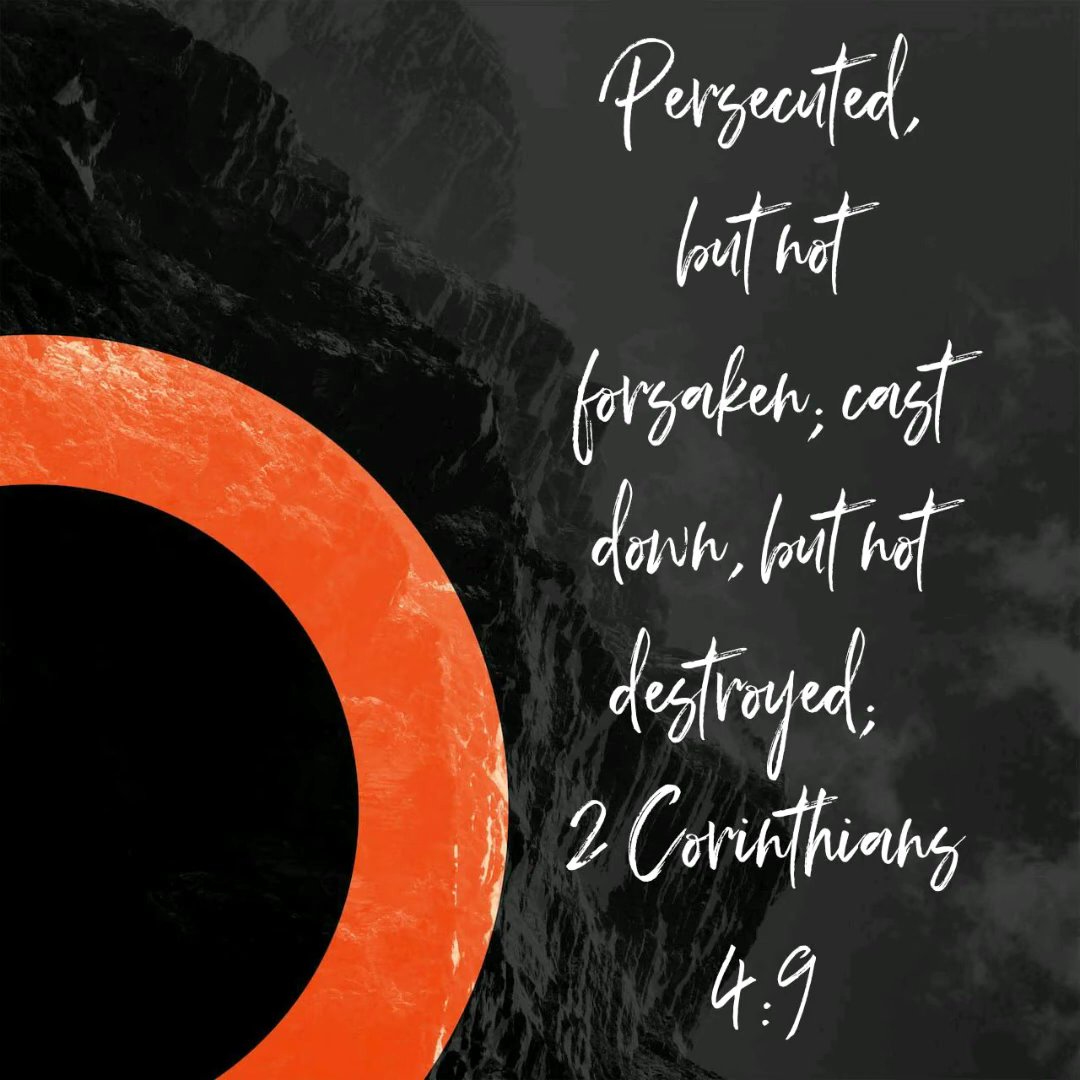 Persecuted,
but not
forsaken; cast
down, but not
destroyed;
2 Corinthians
4:9